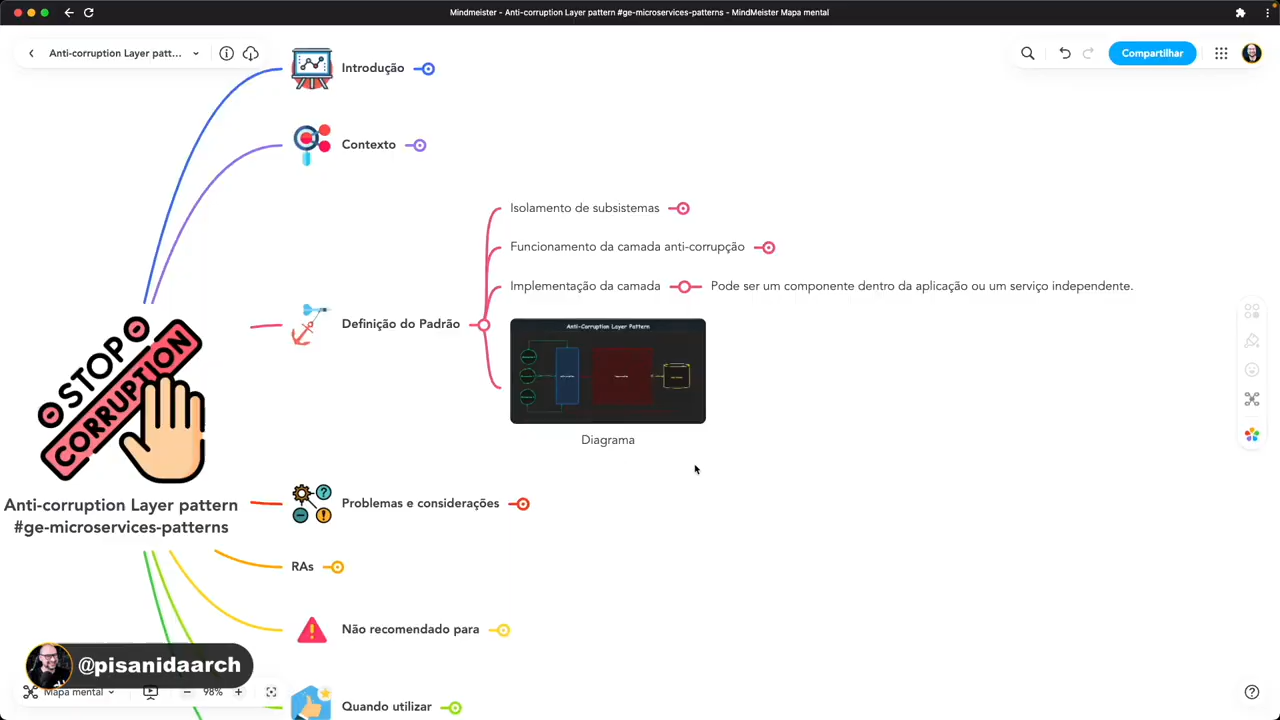 Mindmeister - Anti-corruption Layer pattern #ge-microservices-patterns - MindMeister Mapa mental
Anti-corruption Layer patt...
Compartilhar
Introdução
Contexto
Isolamento de subsistemas
Funcionamento da camada anti-corrupção
Implementação da camada
Pode ser um componente dentro da aplicação ou um serviço independente.
Definição do Padrão
Anti-Corruption Layer Pattern
Diagrama
STOP
CORRUPTION
Anti-corruption Layer pattern
#ge-microservices-patterns
Problemas e considerações
RAs
Não recomendado para
@pisanidaarch
Mapa mental
98%
Quando utilizar